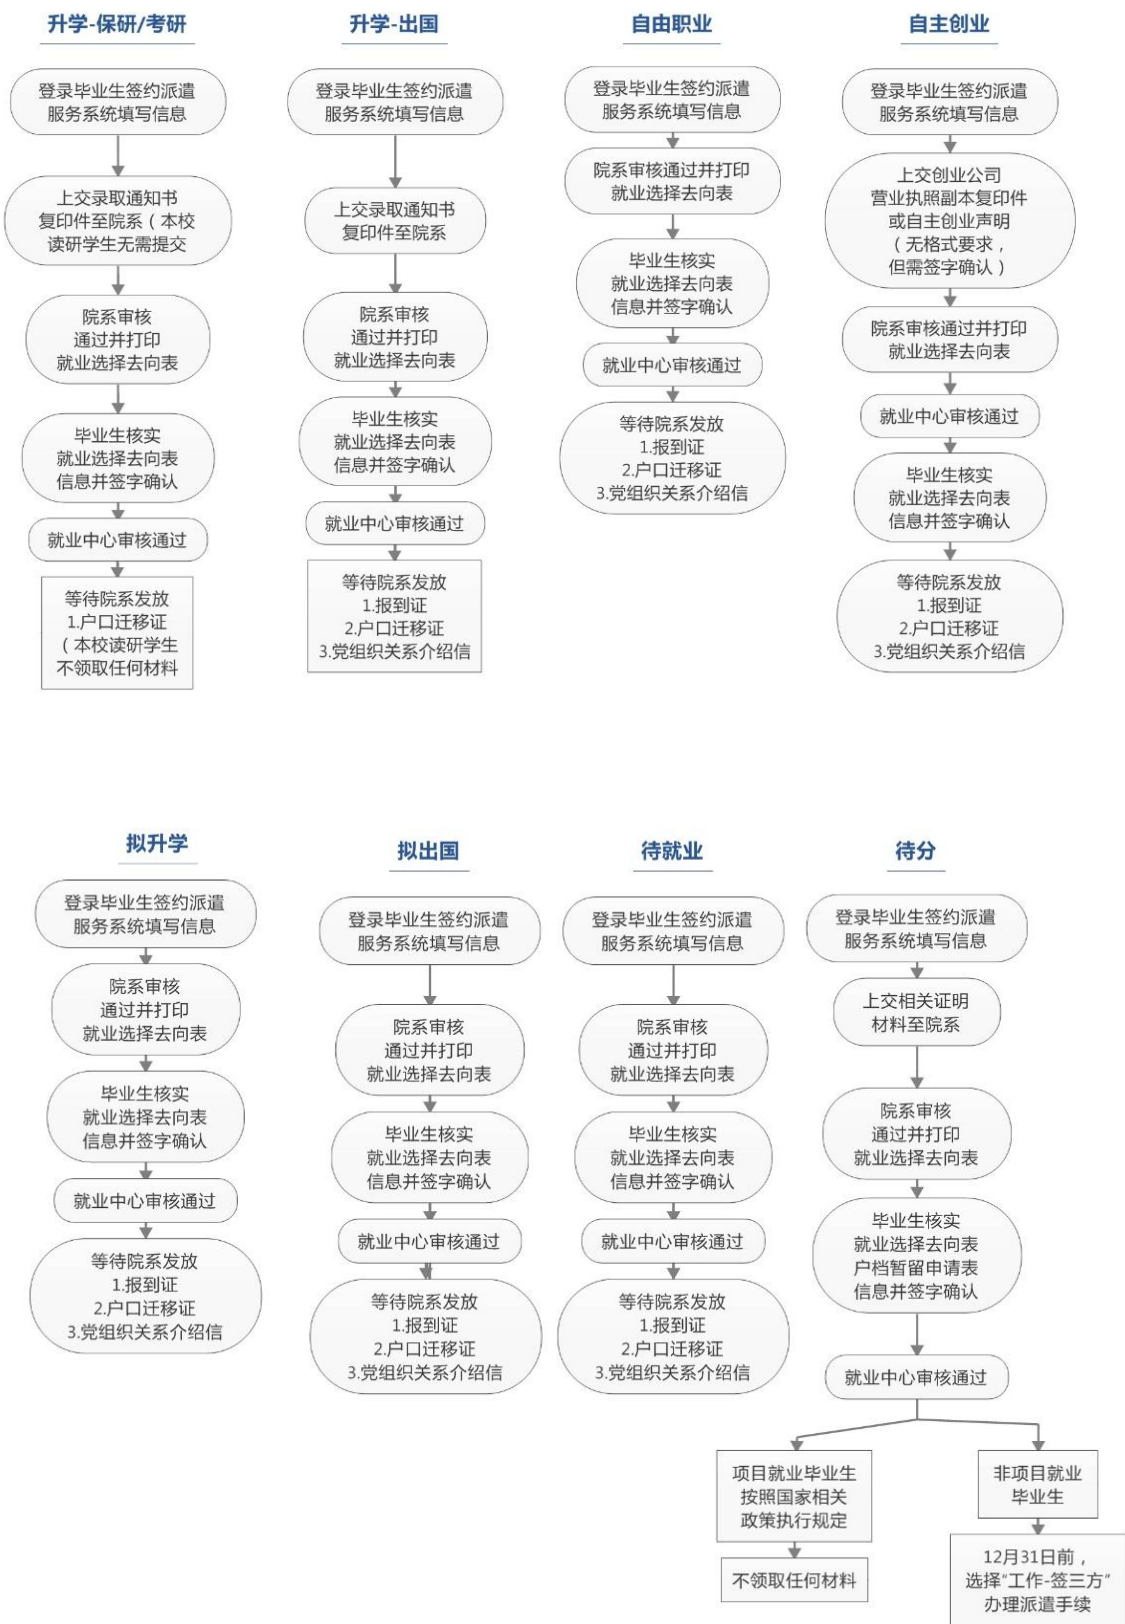 升学-保研/考研
登录毕业生签约派遣
服务系统填写信息
上交录取通知书
复印件至院系（本校
读研学生无需提交
院系审核
通过并打印
就业选择去向表
毕业生核实
就业选择去向表
信息并签字确认
就业中心审核通过
等待院系发放
1.户口迁移证
（本校读研学生
不领取任何材料
升学-出国
登录毕业生签约派遣
服务系统填写信息
上交录取通知书
复印件至院系
院系审核
通过并打印
就业选择去向表
毕业生核实
就业选择去向表
信息并签字确认
就业中心审核通过
等待院系发放
1.报到证
2.户口迁移证
3.党组织关系介绍信
自由职业
登录毕业生签约派遣
服务系统填写信息
院系审核通过并打印
就业选择去向表
毕业生核实
就业选择去向表
信息并签字确认
就业中心审核通过
等待院系发放
1.报到证
2.户口迁移证
3.党组织关系介绍信
自主创业
登录毕业生签约派遣
服务系统填写信息
上交创业公司
营业执照副本复印件
或自主创业声明
（无格式要求，
但需签字确认）
院系审核通过并打印
就业选择去向表
就业中心审核通过
毕业生核实
就业选择去向表
信息并签字确认
等待院系发放
1.报到证
2.户口迁移证
3.党组织关系介绍信
拟升学
登录毕业生签约派遣
服务系统填写信息
院系审核
通过并打印
就业选择去向表
毕业生核实
就业选择去向表
信息并签字确认
就业中心审核通过
等待院系发放
1.报到证
2.户口迁移证
3.党组织关系介绍信
拟出国
登录毕业生签约派遣
服务系统填写信息
院系审核
通过并打印
就业选择去向表
毕业生核实
就业选择去向表
信息并签字确认
就业中心审核通过
等待院系发放
1.报到证
2.户口迁移证
3.党组织关系介绍信
待就业
登录毕业生签约派遣
服务系统填写信息
院系审核
通过并打印
就业选择去向表
毕业生核实
就业选择去向表
信息并签字确认
就业中心审核通过
等待院系发放
1.报到证
2.户口迁移证
3.党组织关系介绍信
待分
登录毕业生签约派遣
服务系统填写信息
上交相关证明
材料至院系
院系审核
通过并打印
就业选择去向表
毕业生核实
就业选择去向表
户档暂留申请表
信息并签字确认
就业中心审核通过
项目就业毕业生
按照国家相关
政策执行规定
不领取任何材料
非项目就业
毕业生
12月31日前，
选择"工作-签三方"
办理派遣手续